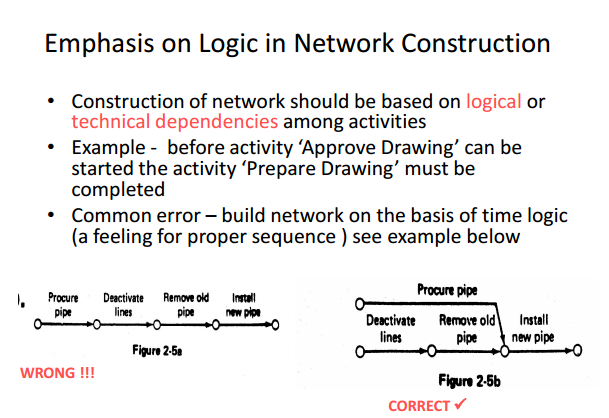 Emphasis on Logic in Network Construction
• Construction of network should be based on logical or
technical dependencies among activities
• Example - before activity ‘Approve Drawing’ can be
started the activity ‘Prepare Drawing’ must be
completed
• Common error – build network on the basis of time logic
(a feeling for proper sequence ) see example below
Procure Deactivate Remove old Install
pipe lines pipe new pipe
Figure 2-5a
WRONG !!!
Procure pipe
Deactivate Remove old Install
lines pipe new pipe
Figure 2-5b
CORRECT ✓